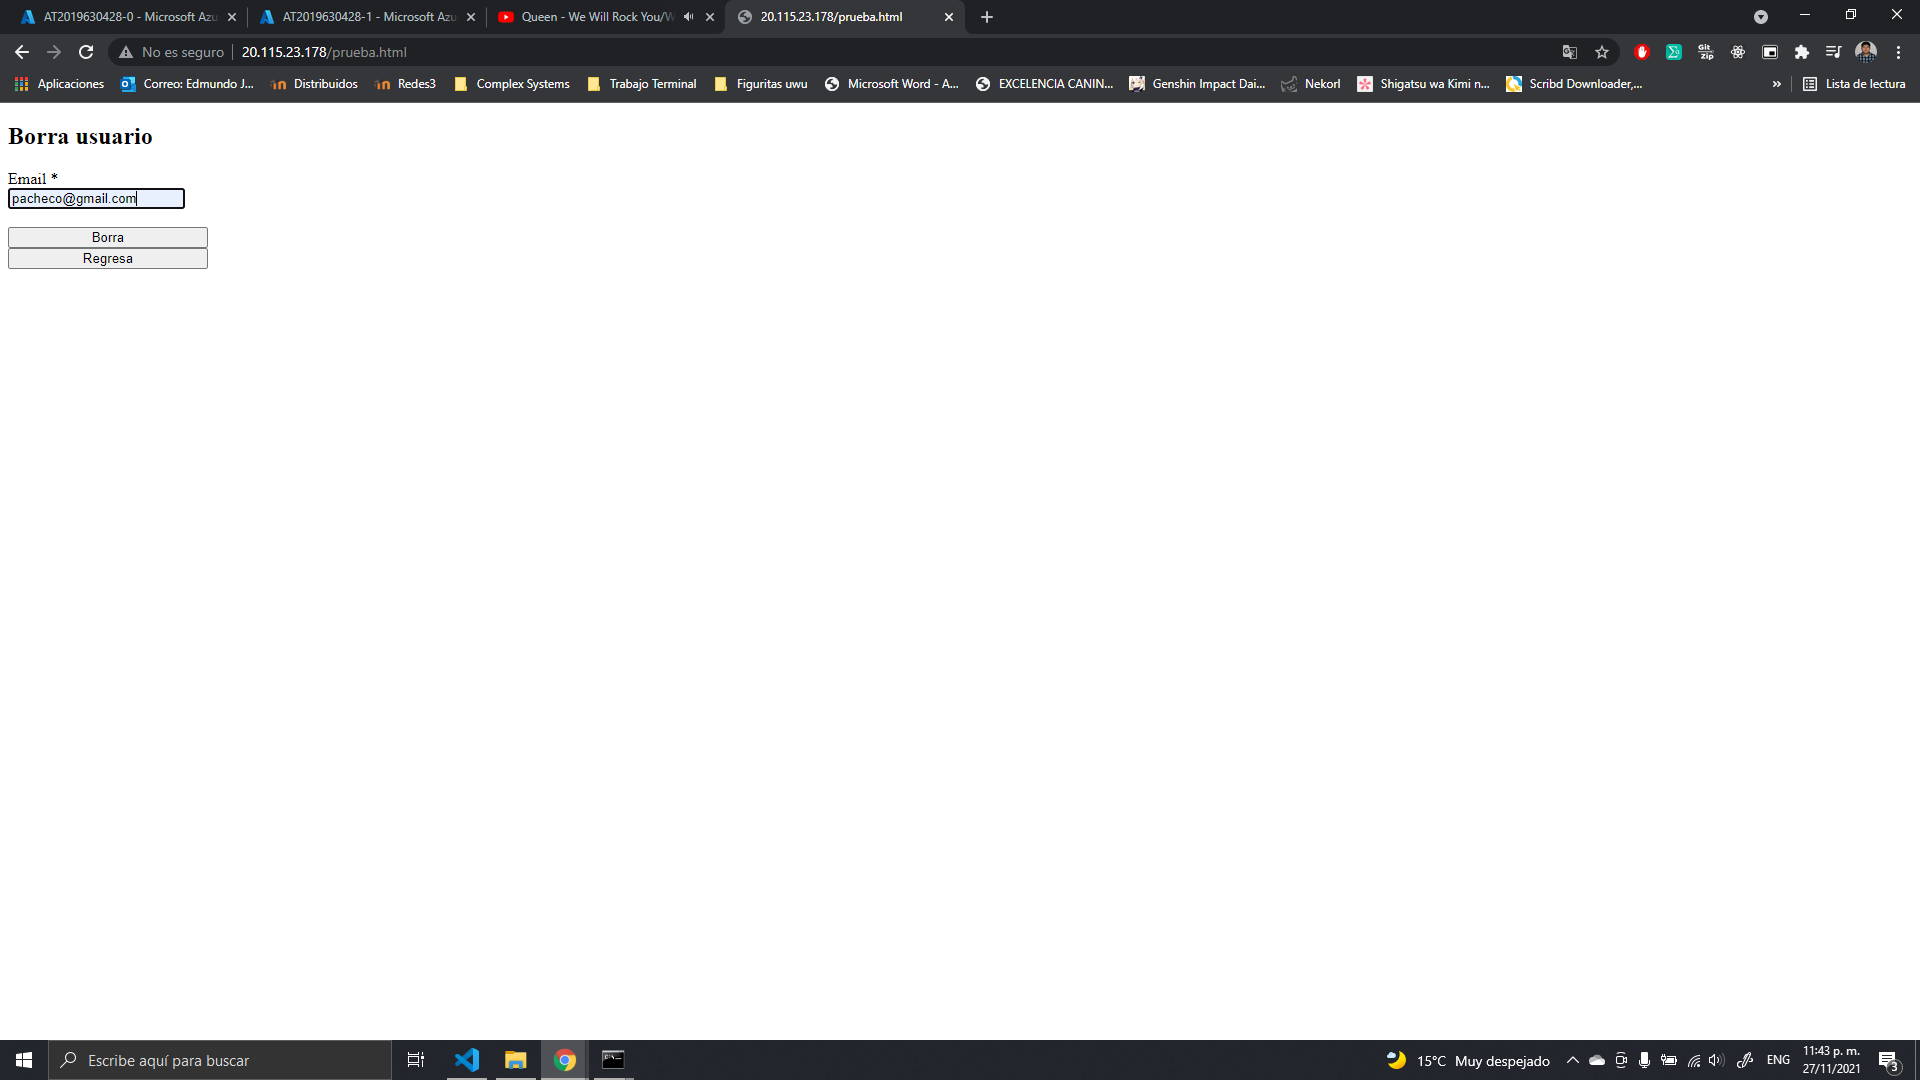 AT2019630428-0 - Microsoft Azu
AT2019630428-1 - Microsoft Azu
Queen - We Will Rock You/W
20.115.23.178/prueba.html
No es seguro
20.115.23.178/prueba.html
Git
zip
Aplicaciones
Correo: Edmundo J...
Distribuidos
Redes3
Complex Systems
Trabajo Terminal
Figuritas uwu
Microsoft Word - A...
EXCELENCIA CANIN...
Genshin Impact Dai...
Nekorl
Shigatsu wa Kimi n...
Scribd Downloader,...
»
Lista de lectura
Borra usuario
Email *
pacheco@gmail.com
Borra
Regresa
Escribe aquí para buscar
15°C Muy despejado
ENG
11:43 p. m.
27/11/2021
3